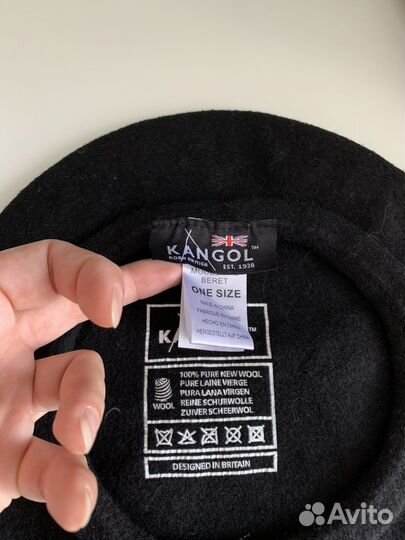 KANGOL™
BORN BRITISH EST. 1938
BERET
ONE SIZE
MADE IN CHINA
FABRIQUÉ EN CHINE
HECHO EN CHINA
HERGESTELLT AUF CHINA
K ™
100% PURE NEW WOOL
PURE LAINE VIERGE
PURA LANA VIRGEN
REINE SCHURWOLLE
WOOL ZUIVER SCHEERWOL
DESIGNED IN BRITAIN
Avito